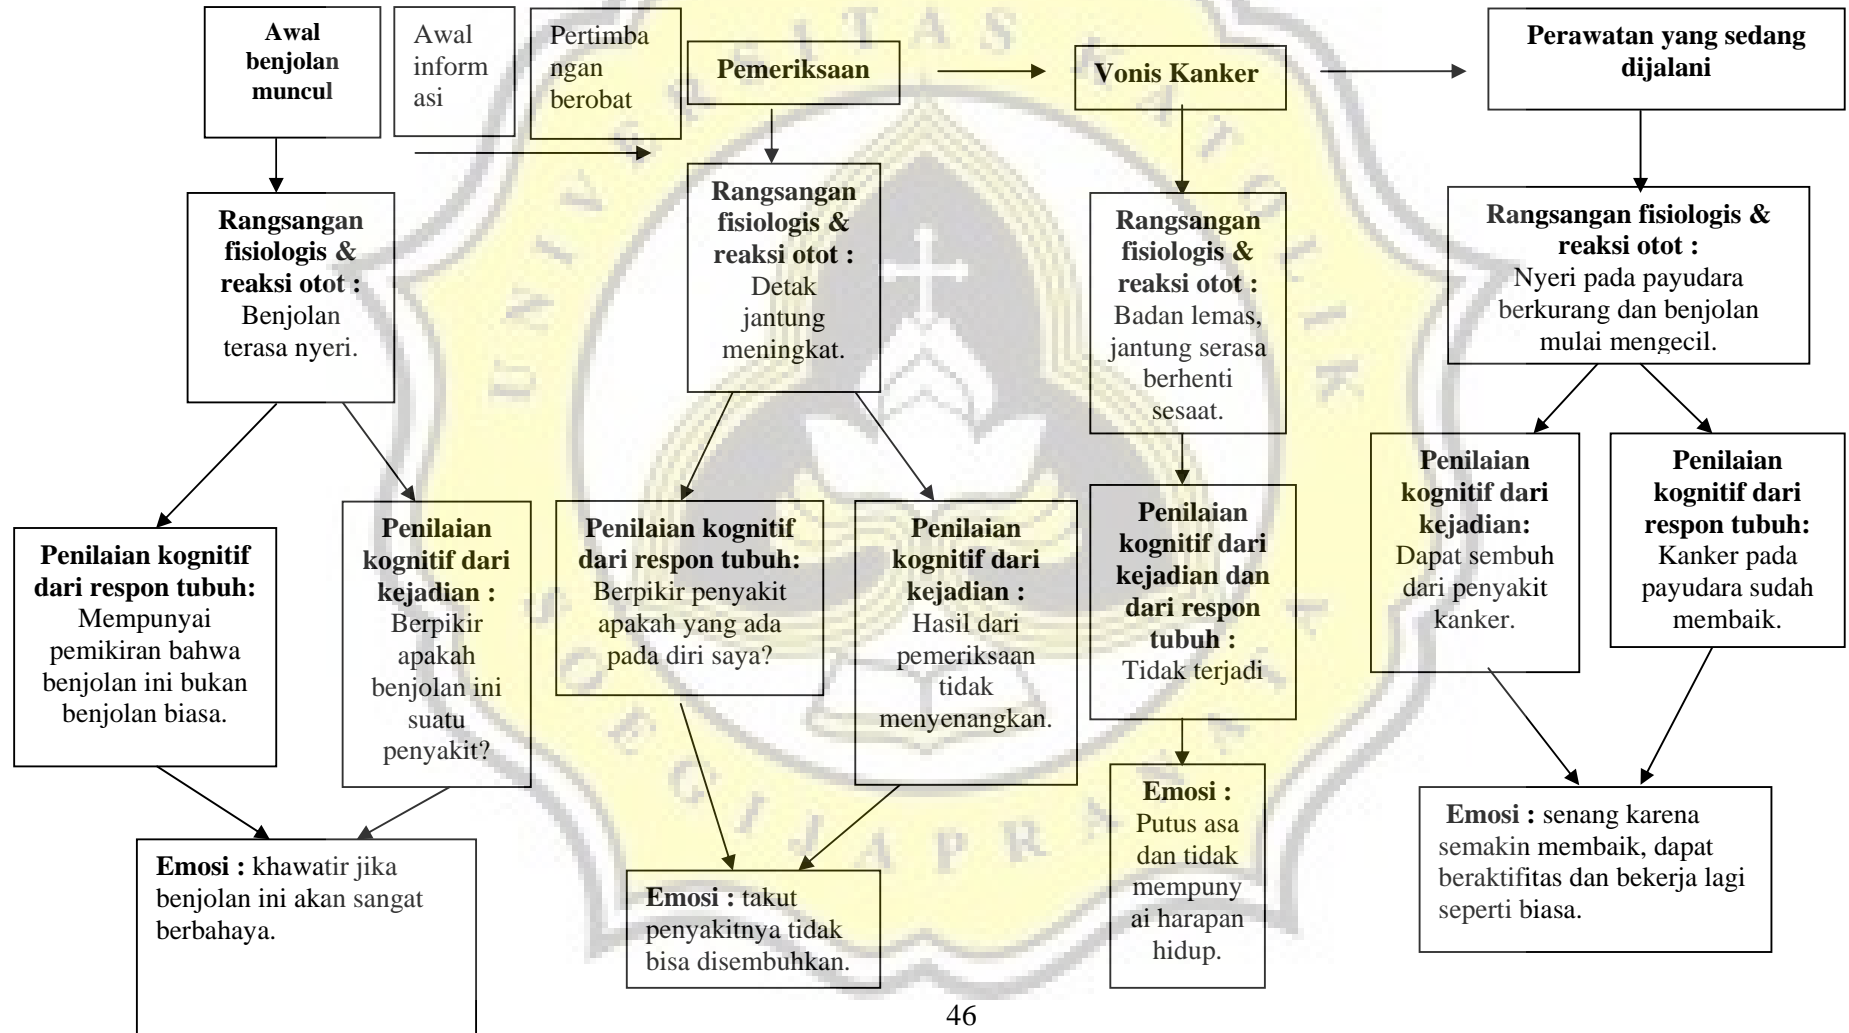 Awal
benjolan
muncul
Awal
inform
asi
Pertimba
ngan
berobat
Pemeriksaan
Vonis Kanker
Perawatan yang sedang
dijalani
Rangsangan
fisiologis &
reaksi otot :
Benjolan
terasa nyeri.
Rangsangan
fisiologis &
reaksi otot :
Detak
jantung
meningkat.
Rangsangan
fisiologis &
reaksi otot :
Badan lemas,
jantung serasa
berhenti
sesaat.
Rangsangan fisiologis &
reaksi otot :
Nyeri pada payudara
berkurang dan benjolan
mulai mengecil.
Penilaian kognitif
dari respon tubuh:
Mempunyai
pemikiran bahwa
benjolan ini bukan
benjolan biasa.
Penilaian
kognitif dari
kejadian :
Berpikir
apakah
benjolan ini
suatu
penyakit?
Penilaian kognitif
dari respon tubuh:
Berpikir penyakit
apakah yang ada
pada diri saya?
Penilaian
kognitif dari
kejadian :
Hasil dari
pemeriksaan
tidak
menyenangkan.
Penilaian
kognitif dari
kejadian dan
dari respon
tubuh :
Tidak terjadi
Penilaian
kognitif dari
kejadian:
Dapat sembuh
dari penyakit
kanker.
Penilaian
kognitif dari
respon tubuh:
Kanker pada
payudara sudah
membaik.
Emosi : khawatir jika
benjolan ini akan sangat
berbahaya.
Emosi : takut
penyakitnya tidak
bisa disembuhkan.
Emosi :
Putus asa
dan tidak
mempuny
ai harapan
hidup.
Emosi : senang karena
semakin membaik, dapat
beraktifitas dan bekerja lagi
seperti biasa.
46
UNIVERSITAS KATOLIK
SOEGIJAPRANATA